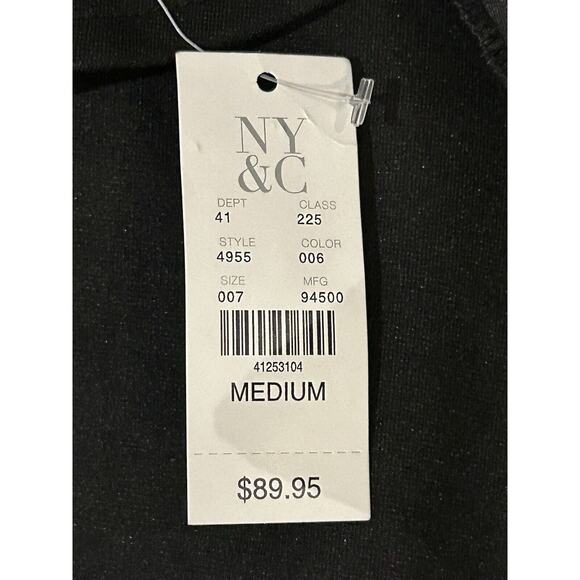 NY
&C
DEPT CLASS
41 225
STYLE COLOR
4955 006
SIZE MFG
007 94500
41253104
MEDIUM
$89.95